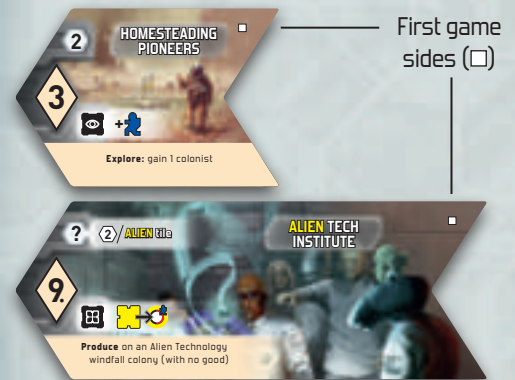 2
HOMESTEADING
PIONEERS
First game
sides (□)
3
+
Explore: gain 1 colonist
? 2/ALIEN tile
ALIEN TECH
INSTITUTE
9.
Produce on an Alien Technology
windfall colony (with no good)